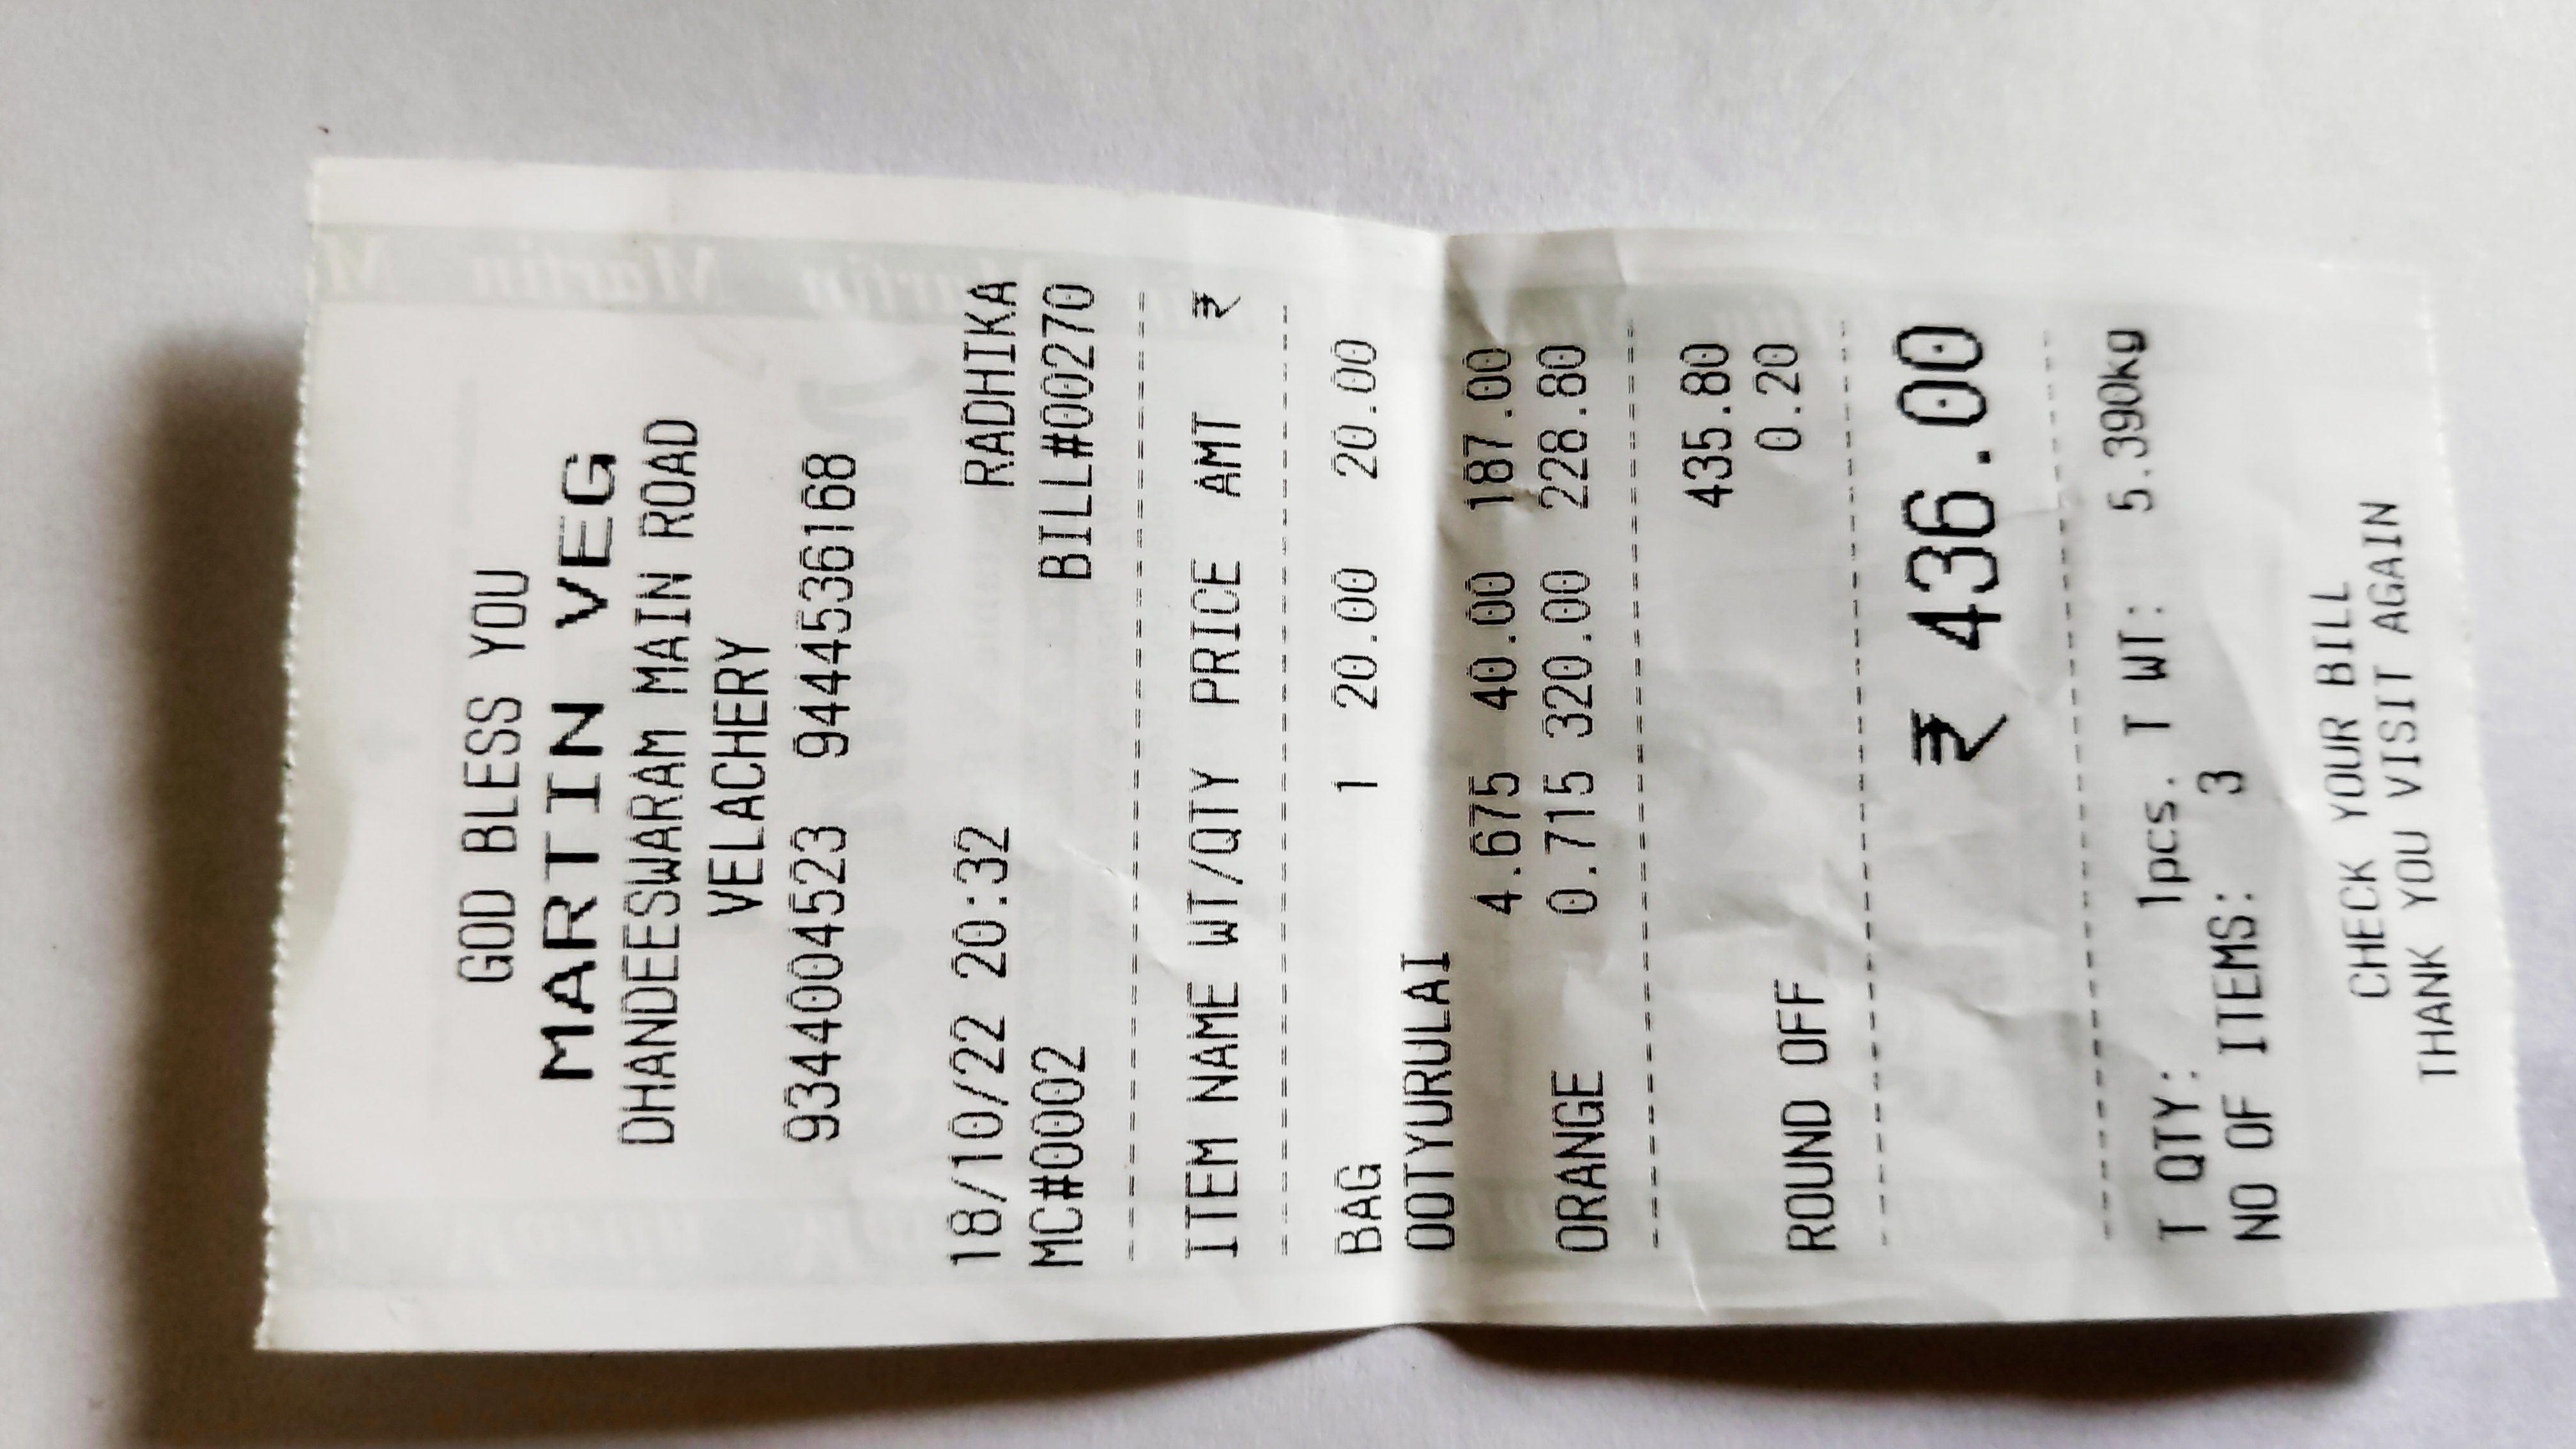 GOD BLESS YOU
MARTIN VEG
DHANDEESWARAM MAIN ROAD
VELACHERY
9344004523 9444536168
18/10/22 20:32 RADHIKA
MC#0002 BILL#00270
ITEM NAME WT/QTY PRICE AMT ₹
BAG 1 20.00 20.00
OOTYURULAI
4.675 40.00 187.00
ORANGE 0.715 320.00 228.80
435.80
ROUND OFF 0.20
₹ 436.00
T QTY: 1pcs. T WT: 5.390kg
NO OF ITEMS: 3
CHECK YOUR BILL
THANK YOU VISIT AGAIN